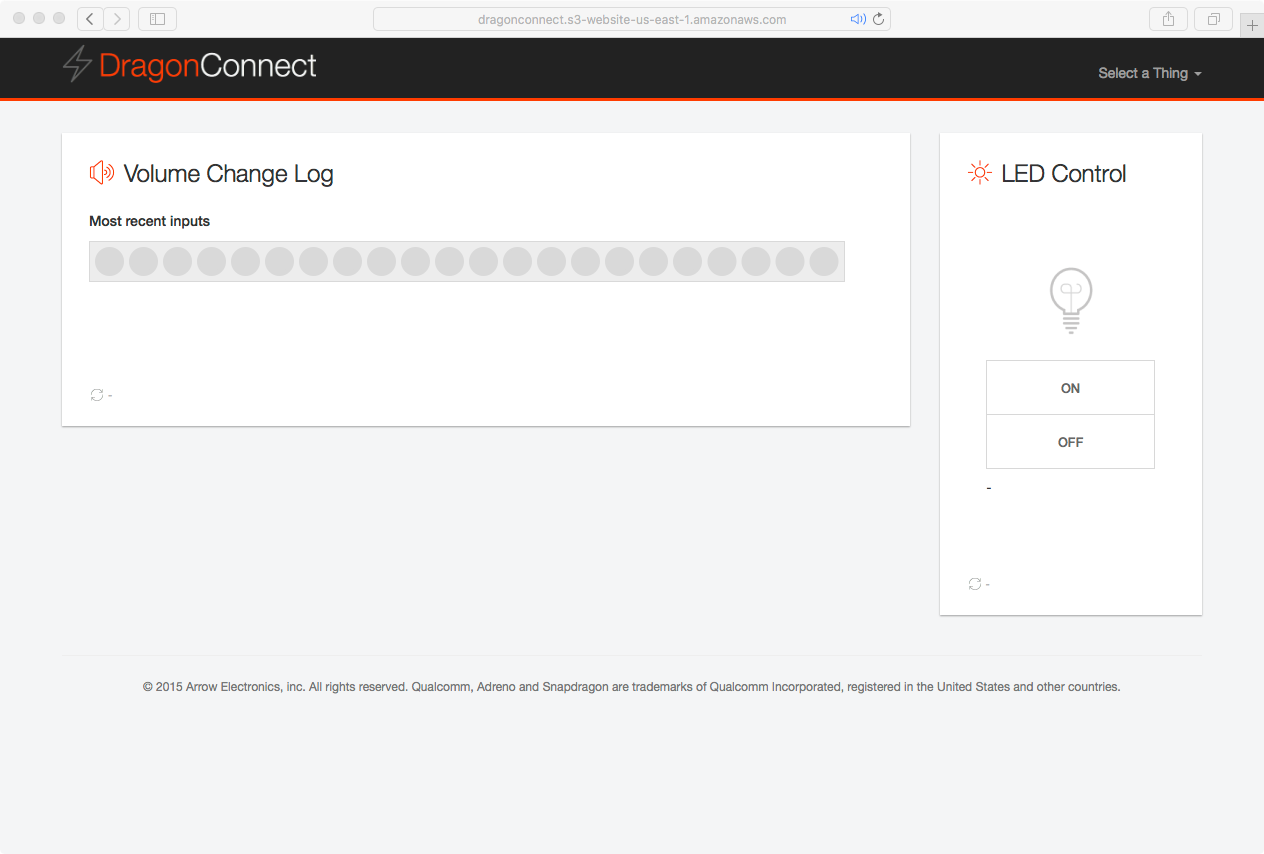 dragonconnect.s3-website-us-east-1.amazonaws.com
DragonConnect
Select a Thing
Volume Change Log
Most recent inputs
-
LED Control
ON
OFF
-
-
© 2015 Arrow Electronics, inc. All rights reserved. Qualcomm, Adreno and Snapdragon are trademarks of Qualcomm Incorporated, registered in the United States and other countries.